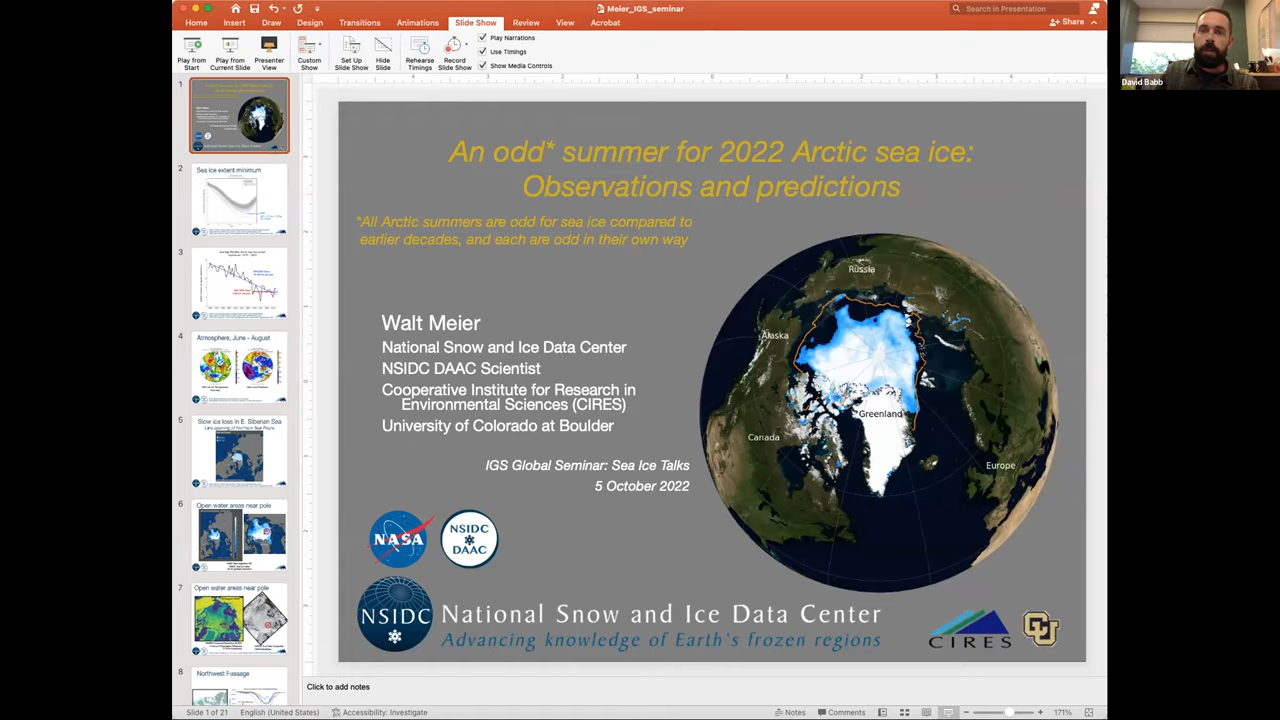 Meier_IGS_seminar
Search in Presentation
Home Insert Draw Design Transitions Animations Slide Show Review View Acrobat
Share
Play from Start
Play from Current Slide
Presenter View
Custom Show
Set Up Slide Show
Hide Slide
Rehearse Timings
Record Slide Show
Play Narrations
Use Timings
Show Media Controls
David Babb
1
2
Sea ice extent minimum
3
4
Atmosphere, June - August
5
Slow ice loss in E. Siberian Sea
6
Open water areas near pole
7
Open water areas near pole
8
Northwest Passage
An odd* summer for 2022 Arctic sea ice:
Observations and predictions
*All Arctic summers are odd for sea ice compared to
earlier decades, and each are odd in their own way
Walt Meier
National Snow and Ice Data Center
NSIDC DAAC Scientist
Cooperative Institute for Research in
Environmental Sciences (CIRES)
University of Colorado at Boulder
IGS Global Seminar: Sea Ice Talks
5 October 2022
Russia
Alaska
Greenland
Canada
Europe
NASA
NSIDC
DAAC
NSIDC
National Snow and Ice Data Center
Advancing knowledge of Earth's frozen regions
CIRES
CU
Click to add notes
Slide 1 of 21 English (United States) Accessibility: Investigate Notes Comments 171%